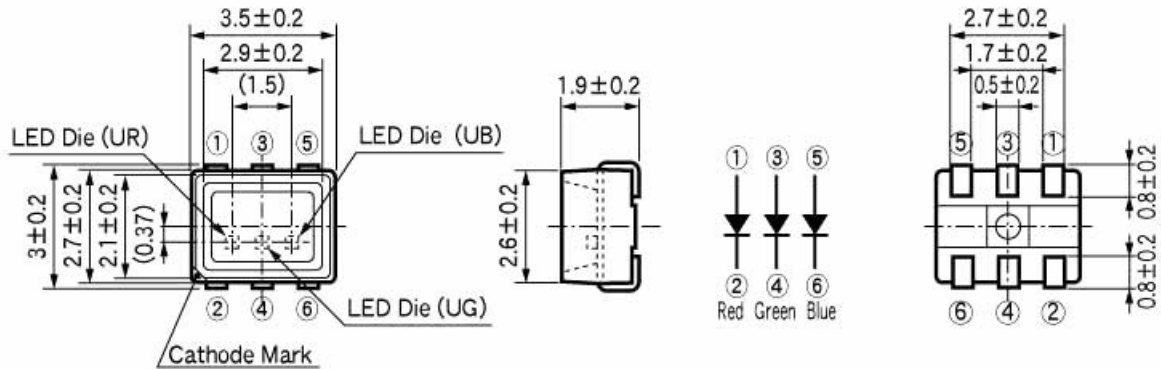 3.5±0.2
2.9±0.2
(1.5)
LED Die (UR)
① ③ ⑤
LED Die (UB)
3±0.2
2.7±0.2
2.1±0.2
(0.37)
② ④ ⑥
LED Die (UG)
Cathode Mark
1.9±0.2
2.6±0.2
① ③ ⑤
② ④ ⑥
Red Green Blue
2.7±0.2
1.7±0.2
0.5±0.2
⑤ ③ ①
0.8±0.2
0.8±0.2
⑥ ④ ②